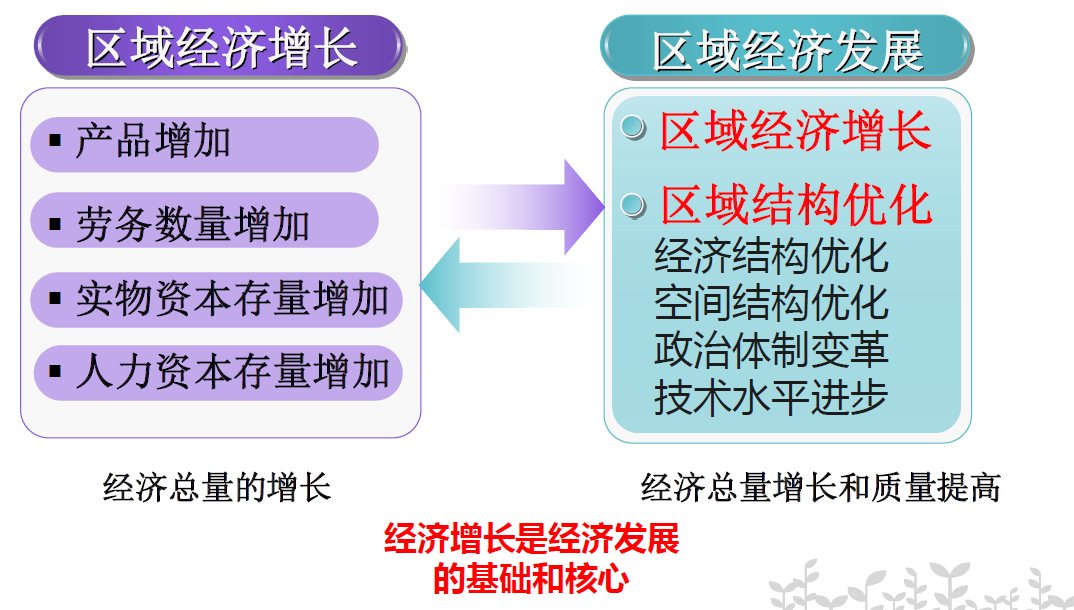 区域经济增长
产品增加
劳务数量增加
实物资本存量增加
人力资本存量增加
经济总量的增长
区域经济发展
区域经济增长
区域结构优化
经济结构优化
空间结构优化
政治体制变革
技术水平进步
经济总量增长和质量提高
经济增长是经济发展
的基础和核心